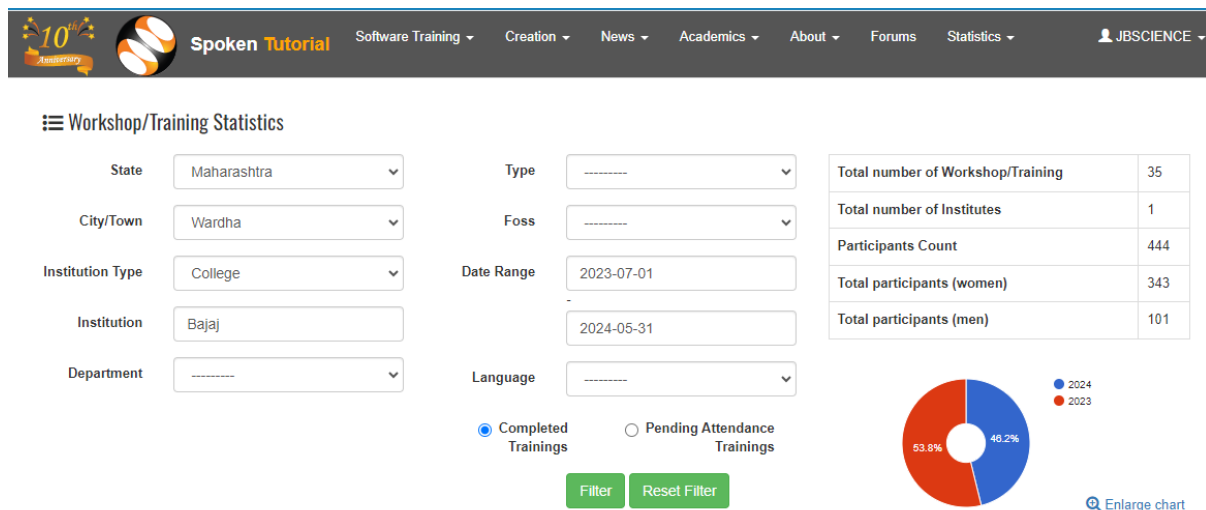 10th
Anniversary
Spoken Tutorial
Software Training
Creation
News
Academics
About
Forums
Statistics
JBSCIENCE
Workshop/Training Statistics
State
Maharashtra
City/Town
Wardha
Institution Type
College
Institution
Bajaj
Department
---------
Type
---------
Foss
---------
Date Range
2023-07-01
-
2024-05-31
Language
---------
Completed
Trainings
Pending Attendance
Trainings
Filter
Reset Filter
Total number of Workshop/Training 35
Total number of Institutes 1
Participants Count 444
Total participants (women) 343
Total participants (men) 101
2024
2023
53.8%
46.2%
Enlarge chart